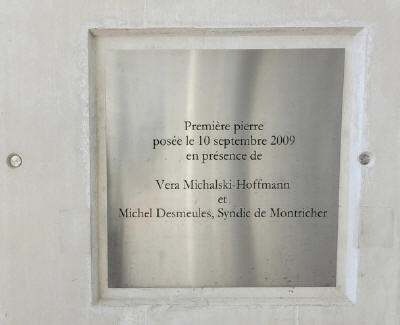 Première pierre
posée le 10 septembre 2009
en présence de
Vera Michalski-Hoffmann
et
Michel Desmeules, Syndic de Montricher